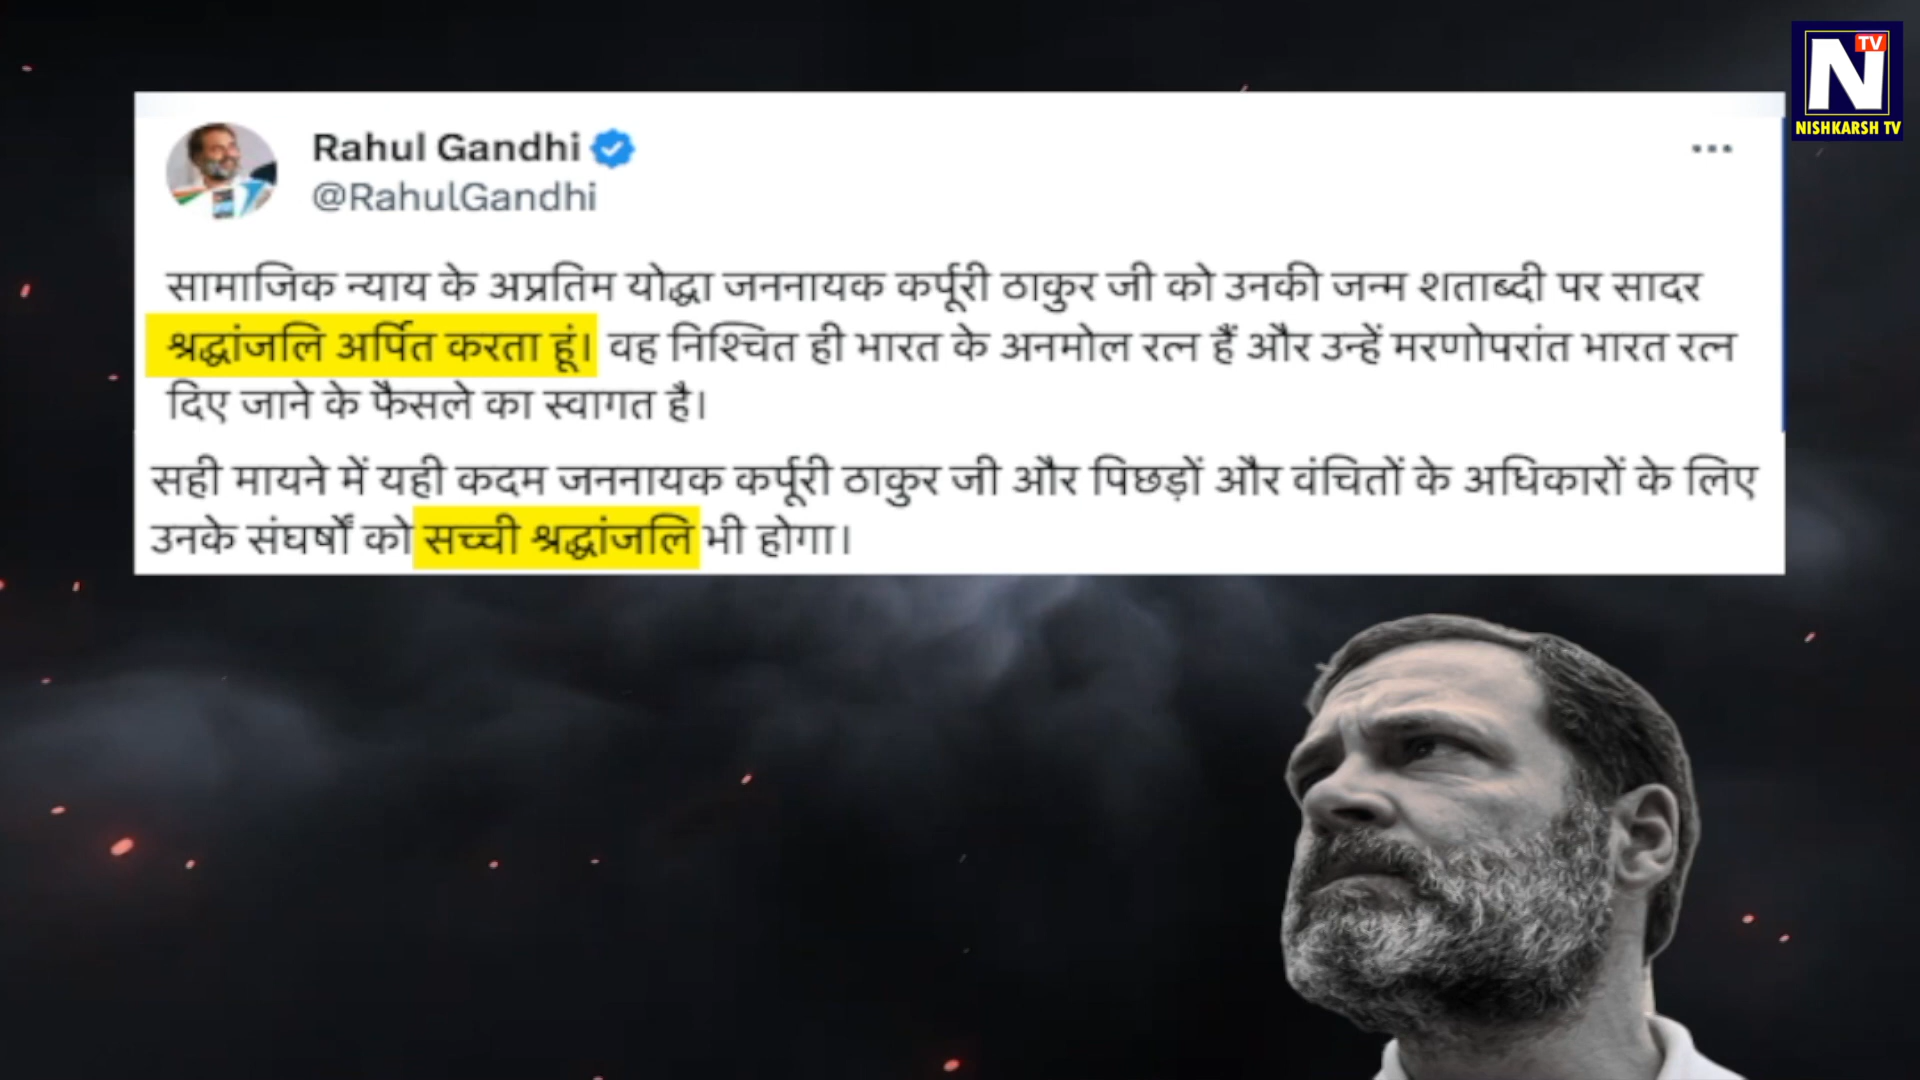 TV
N
NISHKARSH TV
Rahul Gandhi
@RahulGandhi
सामाजिक न्याय के अप्रतिम योद्धा जननायक कर्पूरी ठाकुर जी को उनकी जन्म शताब्दी पर सादर
श्रद्धांजलि अर्पित करता हूं। वह निश्चित ही भारत के अनमोल रत्न हैं और उन्हें मरणोपरांत भारत रत्न
दिए जाने के फैसले का स्वागत है।
सही मायने में यही कदम जननायक कर्पूरी ठाकुर जी और पिछड़ों और वंचितों के अधिकारों के लिए
उनके संघर्षों को सच्ची श्रद्धांजलि भी होगा।